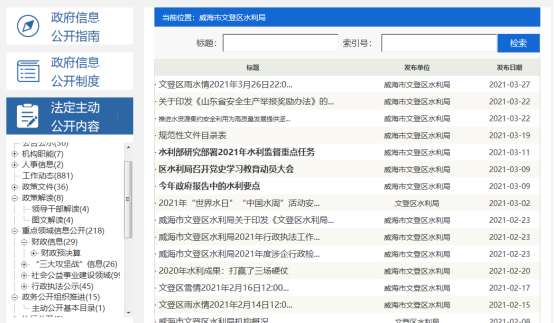 政府信息
公开指南
政府信息
公开制度
法定主动
公开内容
机构职能(7)
人事信息(2)
工作动态(881)
政策文件(36)
政策解读(8)
领导干部解读(4)
图文解读(4)
重点领域信息公开(218)
财政信息(29)
财政预决算
“三大攻坚战”信息(26)
社会公益事业建设领域(99
行政执法公示(45)
政务公开组织推进(15)
主动公开基本目录(1)
当前位置：威海市文登区水利局
标题： 索引号： 检索
标题 发布单位 发布日期
文登区雨水情2021年3月26日22:0... 威海市文登区水利局 2021-03-27
关于印发《山东省安全生产举报奖励办法》的... 威海市文登区水利局 2021-03-22
推进水资源集约安全利用为高质量发展提供坚... 威海市文登区水利局 2021-03-22
规范性文件目录表 威海市文登区水利局 2021-03-19
水利部研究部署2021年水利监督重点任务 威海市文登区水利局 2021-03-11
区水利局召开党史学习教育动员大会 威海市文登区水利局 2021-03-09
今年政府报告中的水利要点 威海市文登区水利局 2021-03-09
2021年“世界水日”“中国水周”活动安... 文登区水利局 2021-03-02
威海市文登区水利局关于印发《文登区水利局... 威海市文登区水利局 2021-02-23
威海市文登区水利局2021年行政执法工作... 威海市文登区水利局 2021-02-23
威海市文登区水利局2021年度涉企行政检... 威海市文登区水利局 2021-02-23
2020年水利成果：打赢了三场硬仗 威海市文登区水利局 2021-02-20
文登区雪情2021年2月16日12:00... 威海市文登区水利局 2021-02-17
文登区雨水情2021年2月14日12:0... 威海市文登区水利局 2021-02-15
威海市文登区水利局机构概况 威海市文登区水利局 2021-02-08